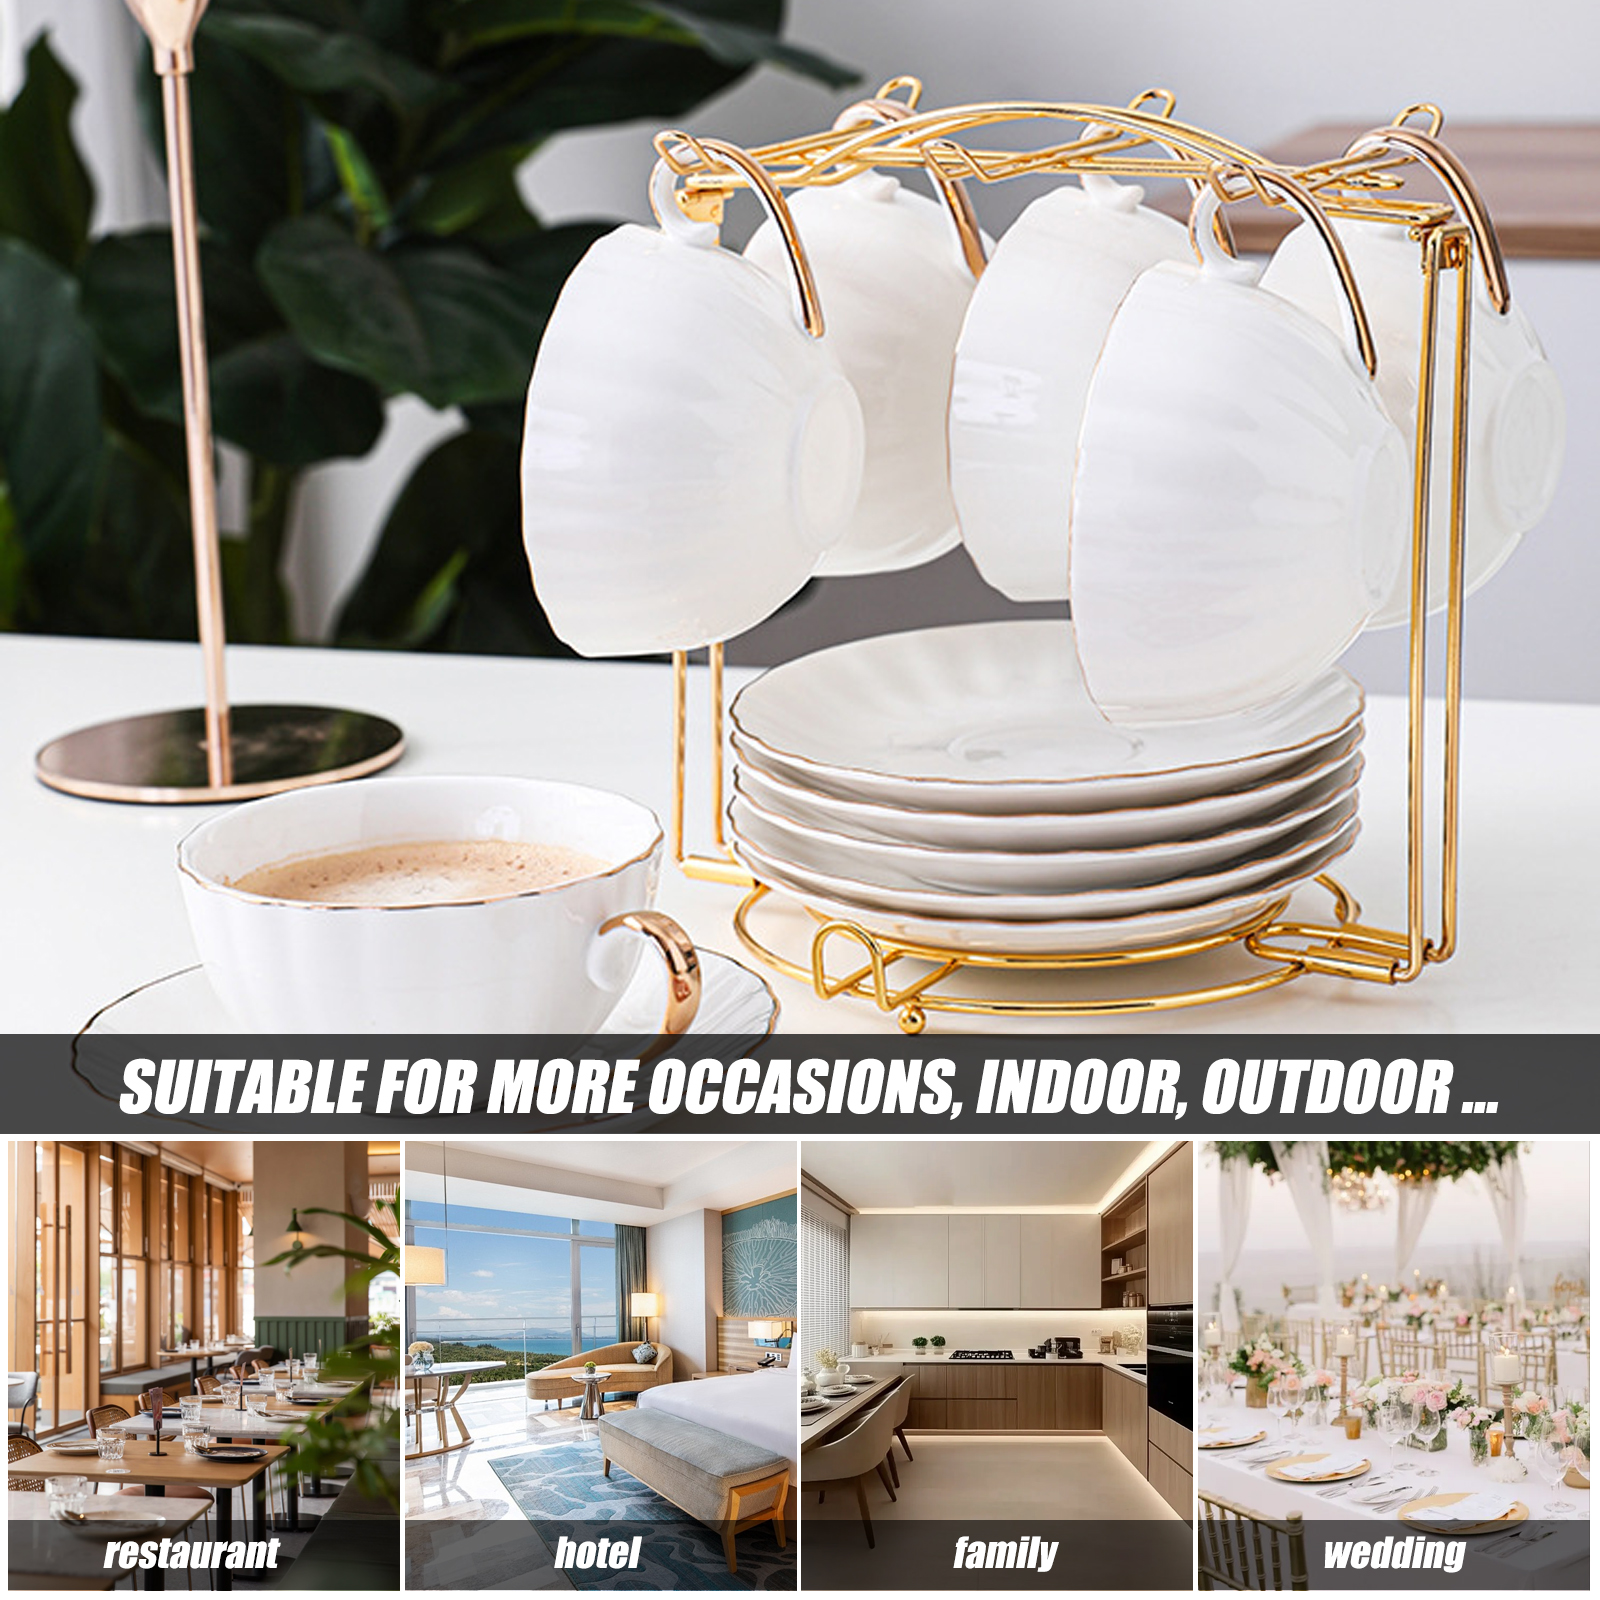 SUITABLE FOR MORE OCCASIONS, INDOOR, OUTDOOR ...
restaurant
hotel
family
wedding